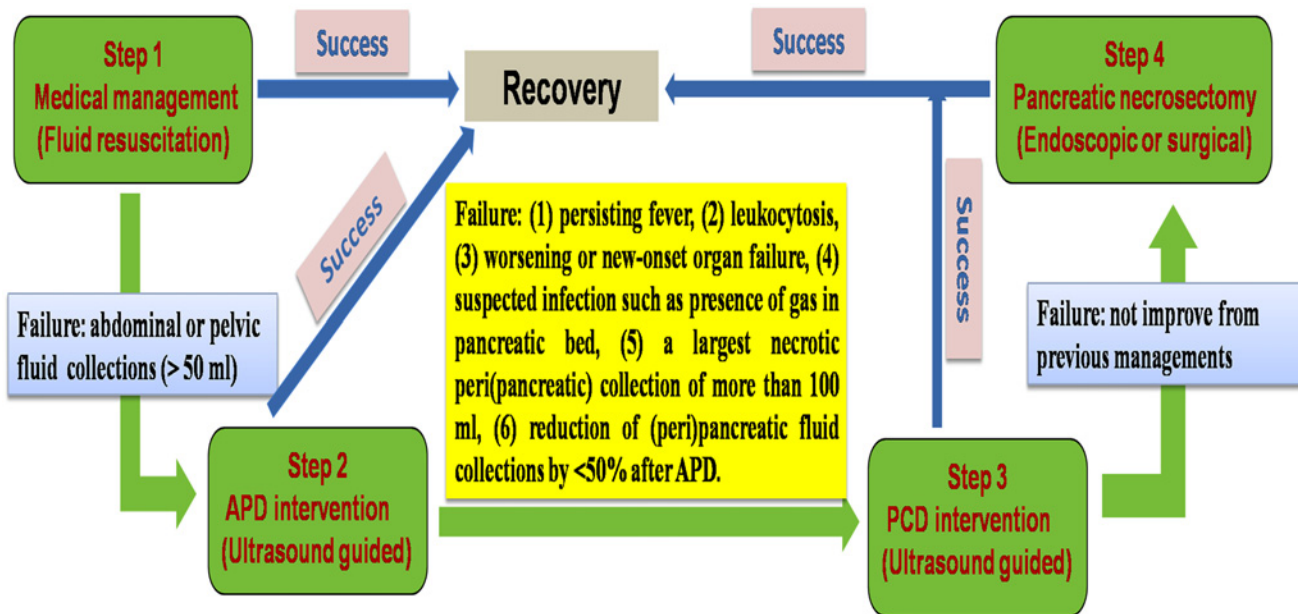 Step 1
Medical management
(Fluid resuscitation)
Success
Recovery
Success
Step 4
Pancreatic necrosectomy
(Endoscopic or surgical)
Success
Failure: (1) persisting fever, (2) leukocytosis,
(3) worsening or new-onset organ failure, (4)
suspected infection such as presence of gas in
pancreatic bed, (5) a largest necrotic
peri(pancreatic) collection of more than 100
ml, (6) reduction of (peri)pancreatic fluid
collections by <50% after APD.
Success
Failure: abdominal or pelvic
fluid collections (> 50 ml)
Failure: not improve from
previous managements
Step 2
APD intervention
(Ultrasound guided)
Step 3
PCD intervention
(Ultrasound guided)